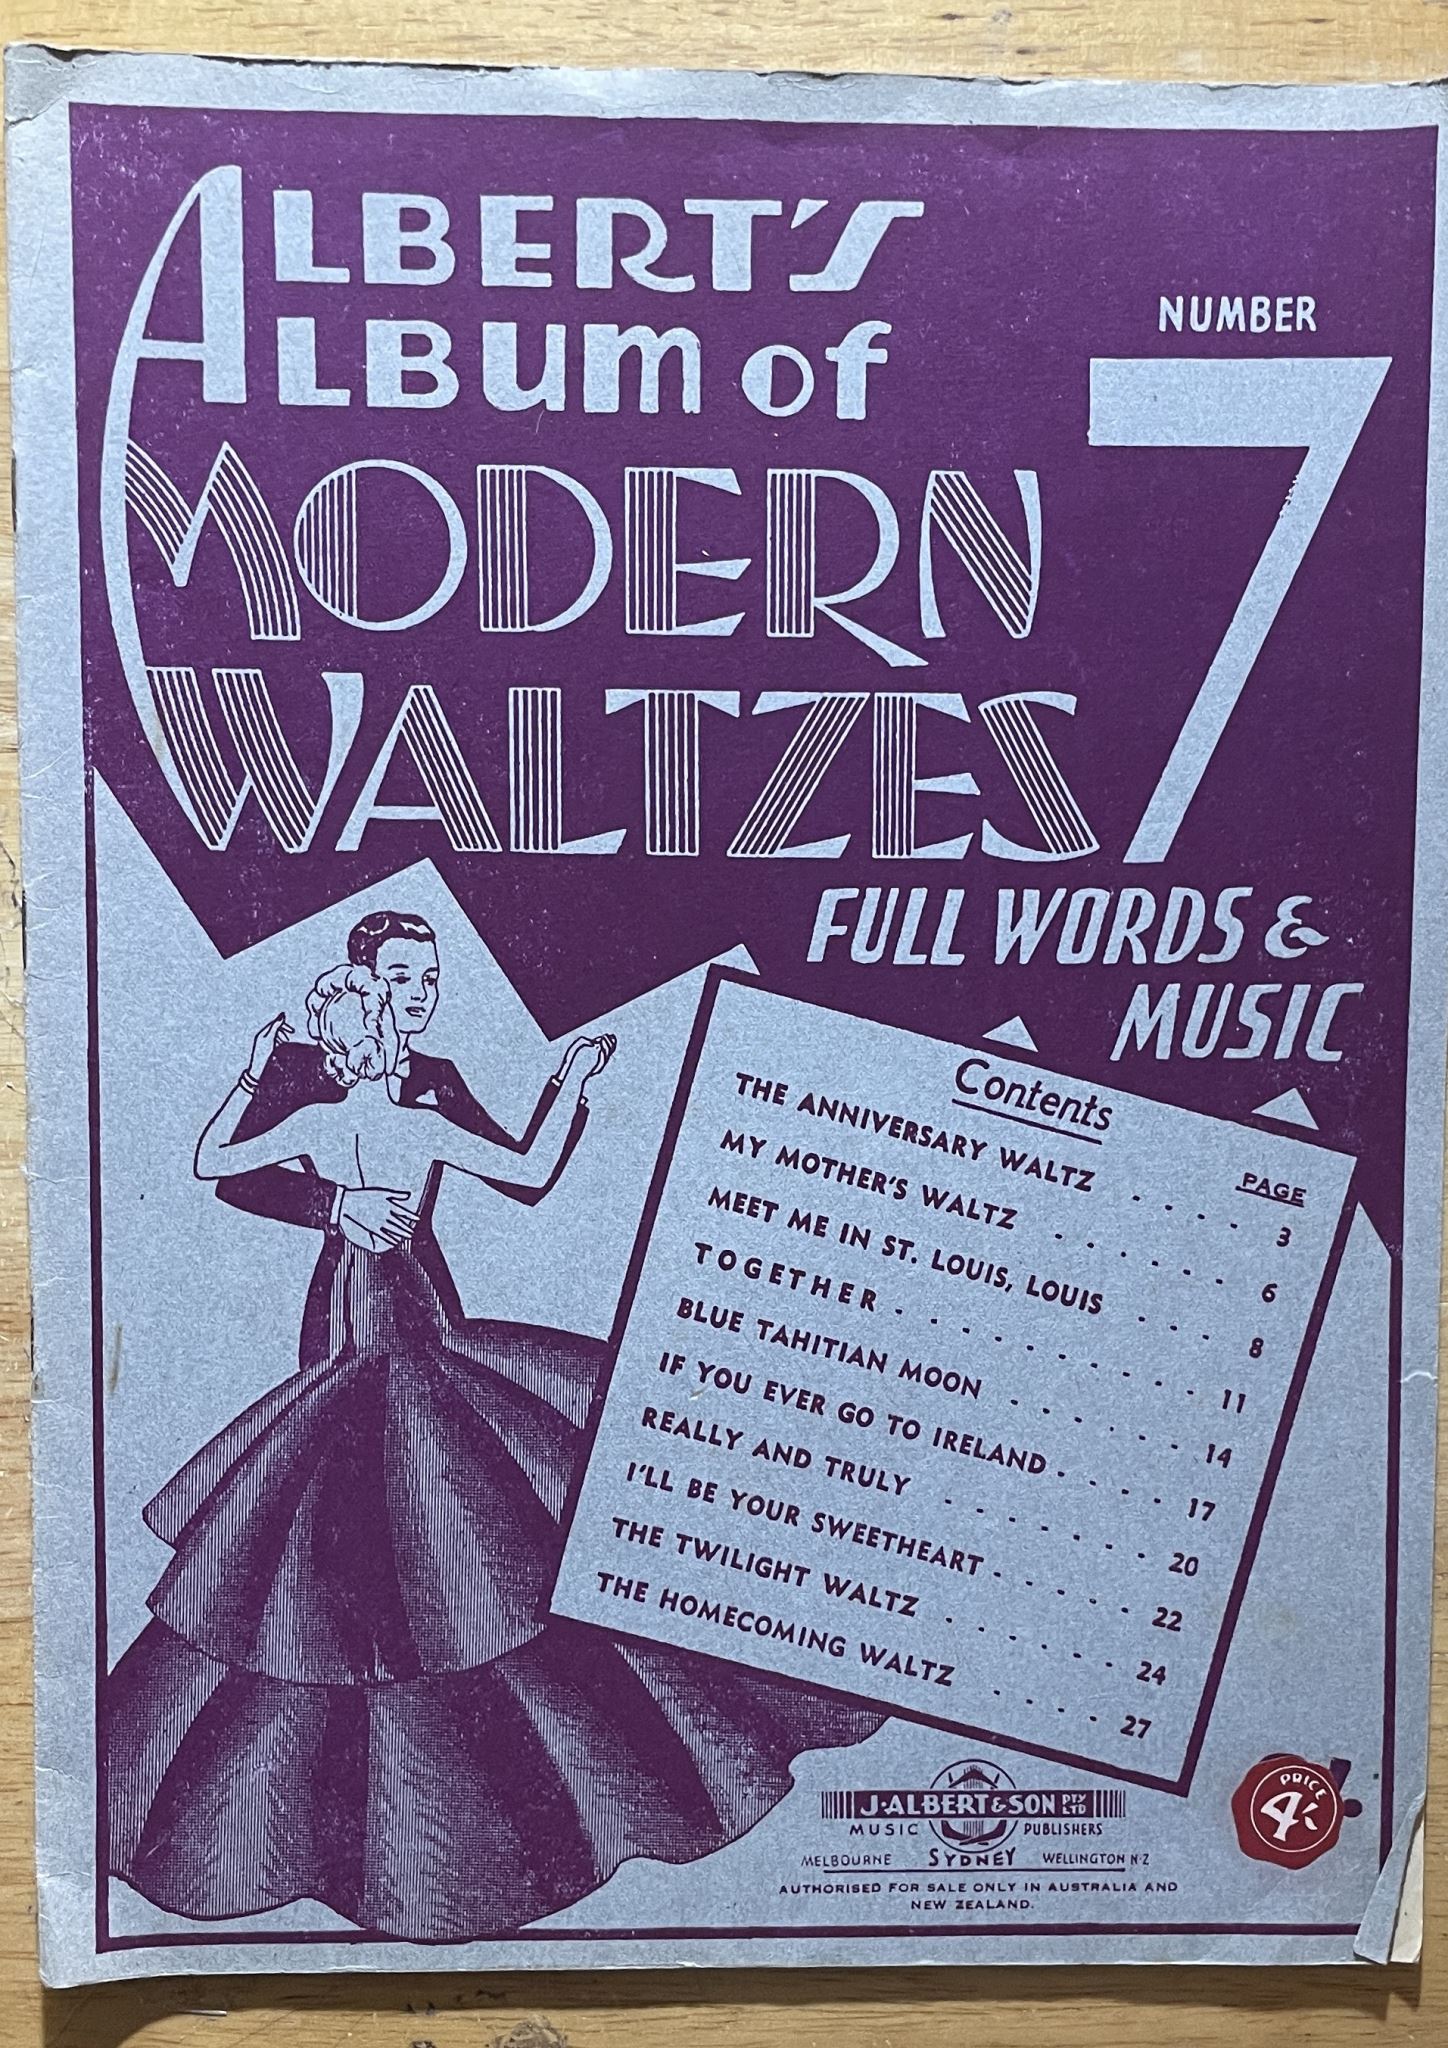 ALBERT'S
ALBUM OF
MODERN
WALTZES
NUMBER
7
FULL WORDS &
MUSIC
Contents
PAGE
THE ANNIVERSARY WALTZ . . . . . 3
MY MOTHER'S WALTZ . . . . . . 6
MEET ME IN ST. LOUIS, LOUIS . . . 8
TOGETHER . . . . . . . . . 11
BLUE TAHITIAN MOON . . . . . . . 14
IF YOU EVER GO TO IRELAND . . . . 17
REALLY AND TRULY . . . . . . . 20
I'LL BE YOUR SWEETHEART . . . . . 22
THE TWILIGHT WALTZ . . . . . . 24
THE HOMECOMING WALTZ . . . . . 27
J. ALBERT & SON PTY LTD
MUSIC PUBLISHERS
MELBOURNE SYDNEY WELLINGTON N.Z
AUTHORISED FOR SALE ONLY IN AUSTRALIA AND
NEW ZEALAND.
PRICE
4/-